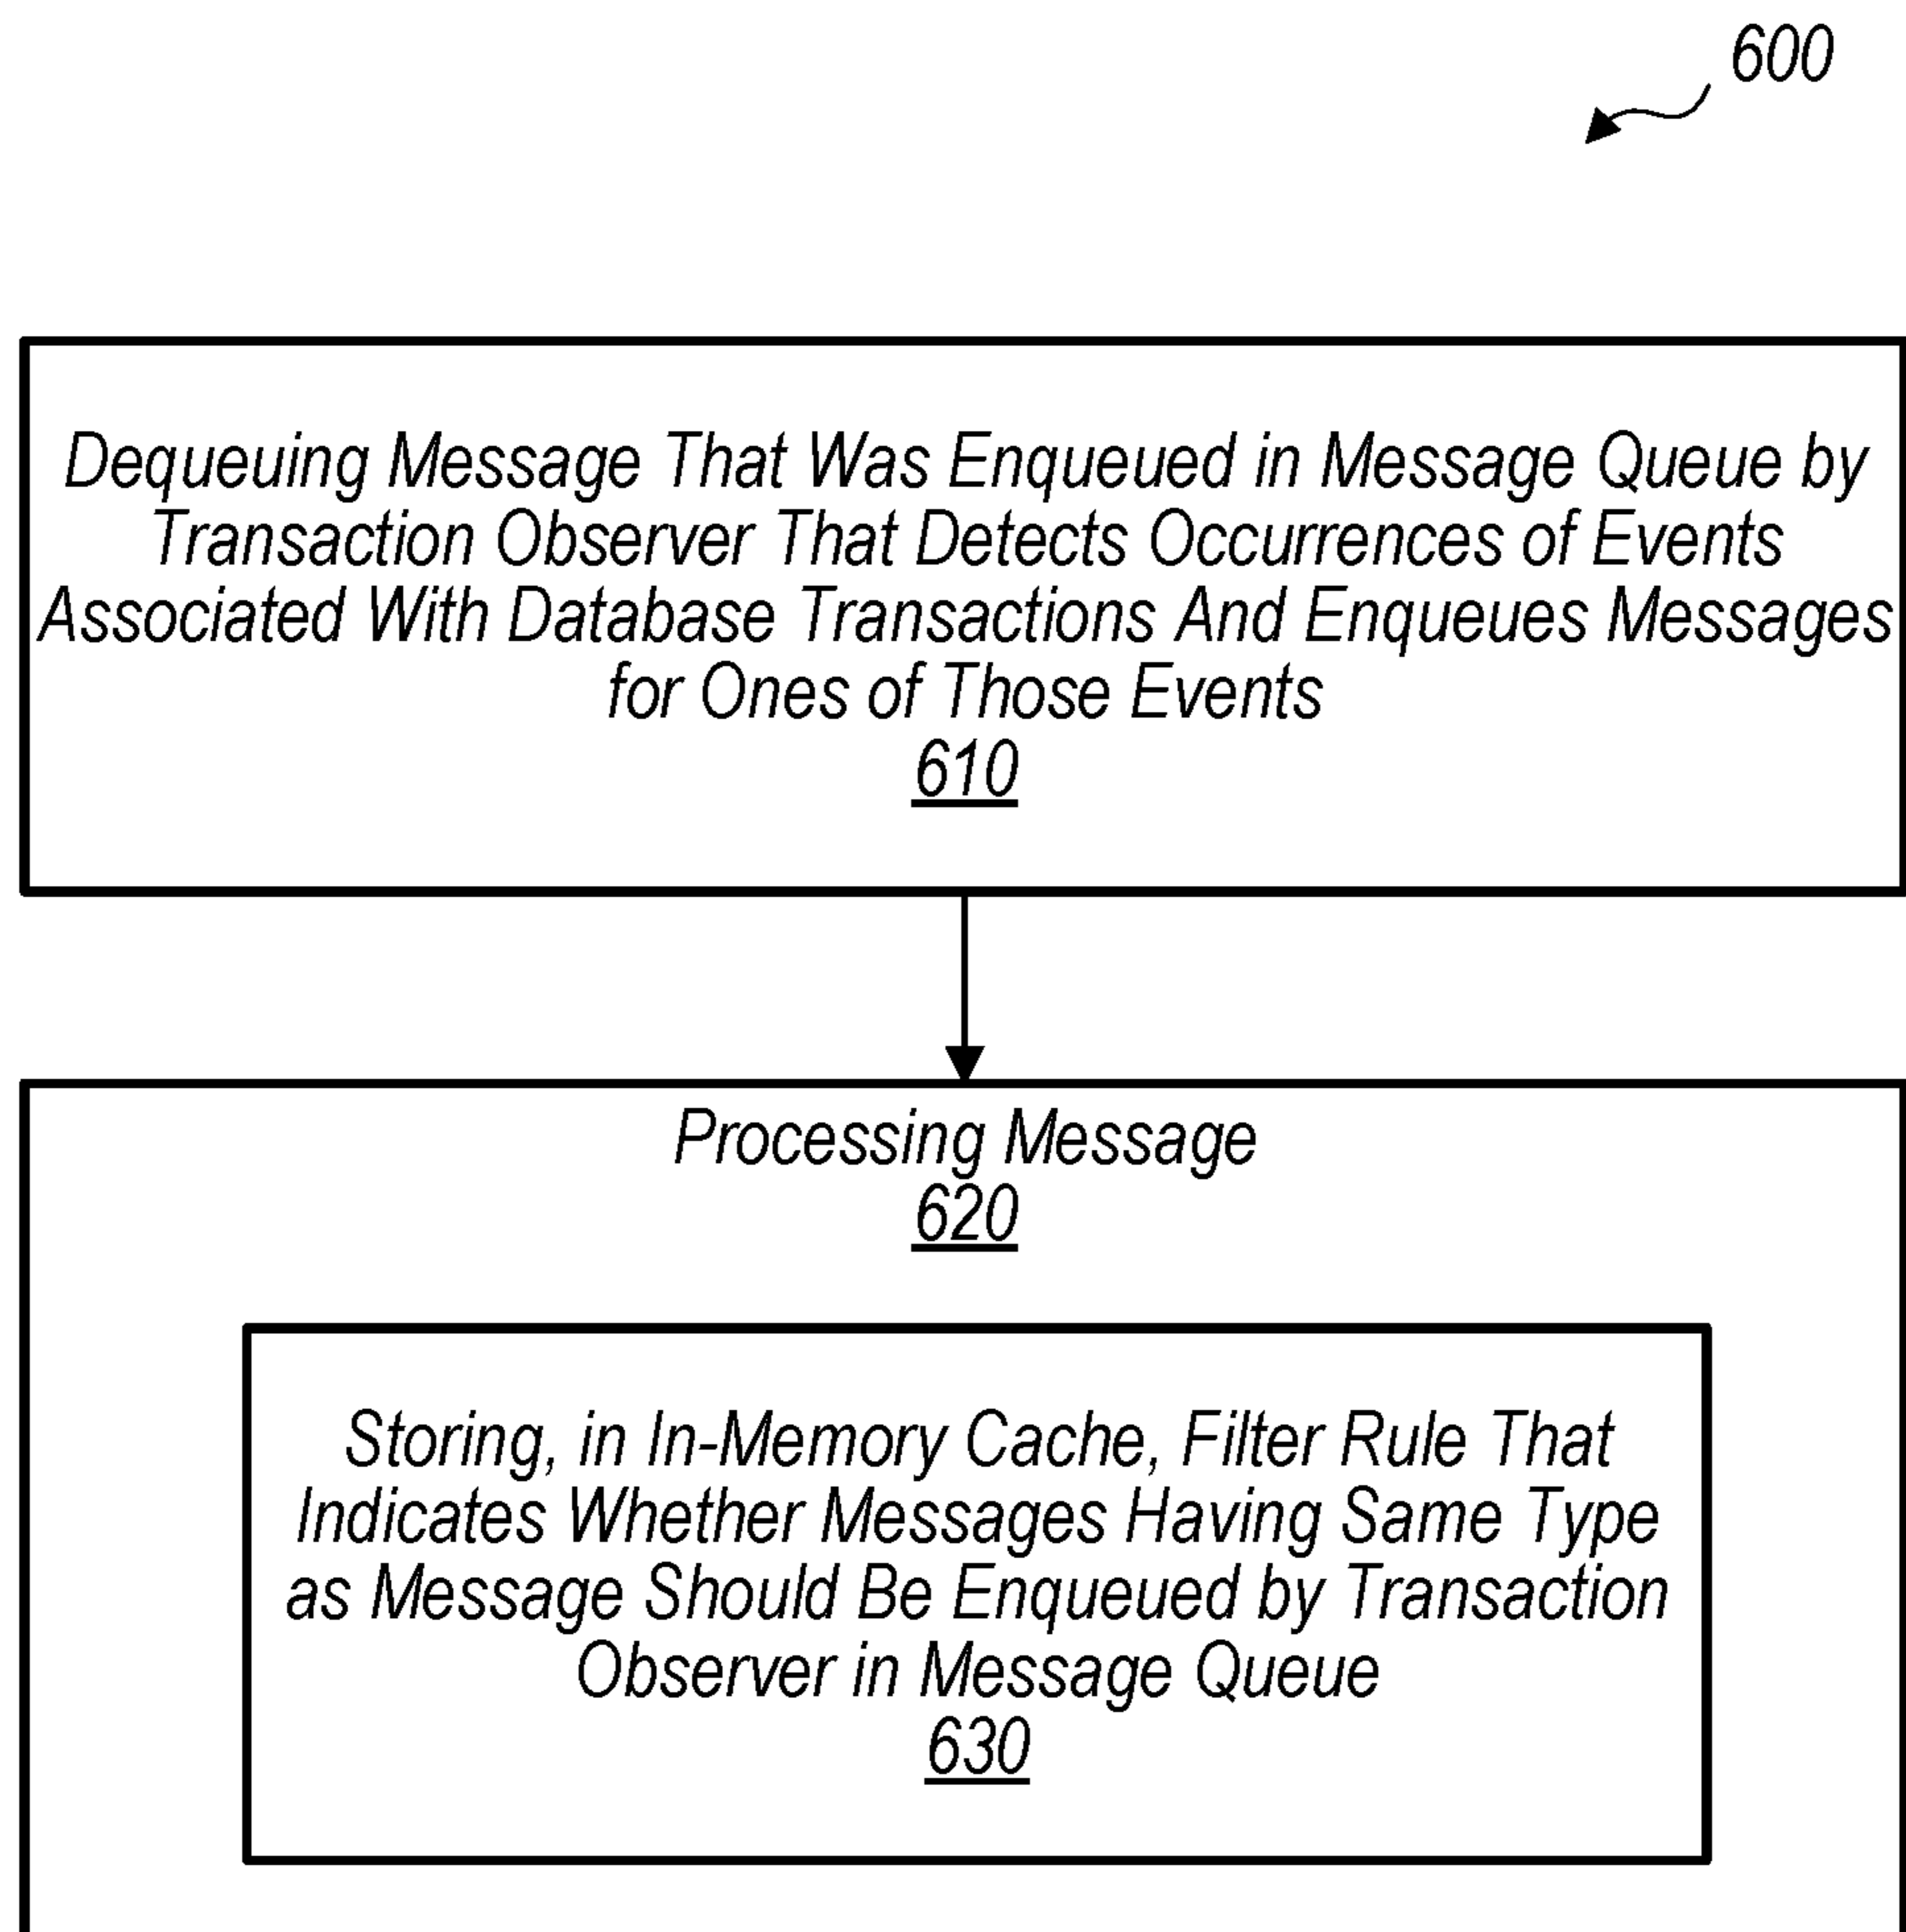 600
Dequeuing Message That Was Enqueued in Message Queue by
Transaction Observer That Detects Occurrences of Events
Associated With Database Transactions And Enqueues Messages
for Ones of Those Events
610
Processing Message
620
Storing, in In-Memory Cache, Filter Rule That
Indicates Whether Messages Having Same Type
as Message Should Be Enqueued by Transaction
Observer in Message Queue
630